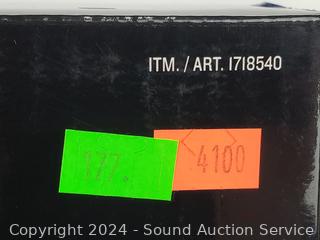 ITM. / ART. 1718540
177.
4100
Copyright © 2024 - Sound Auction Service